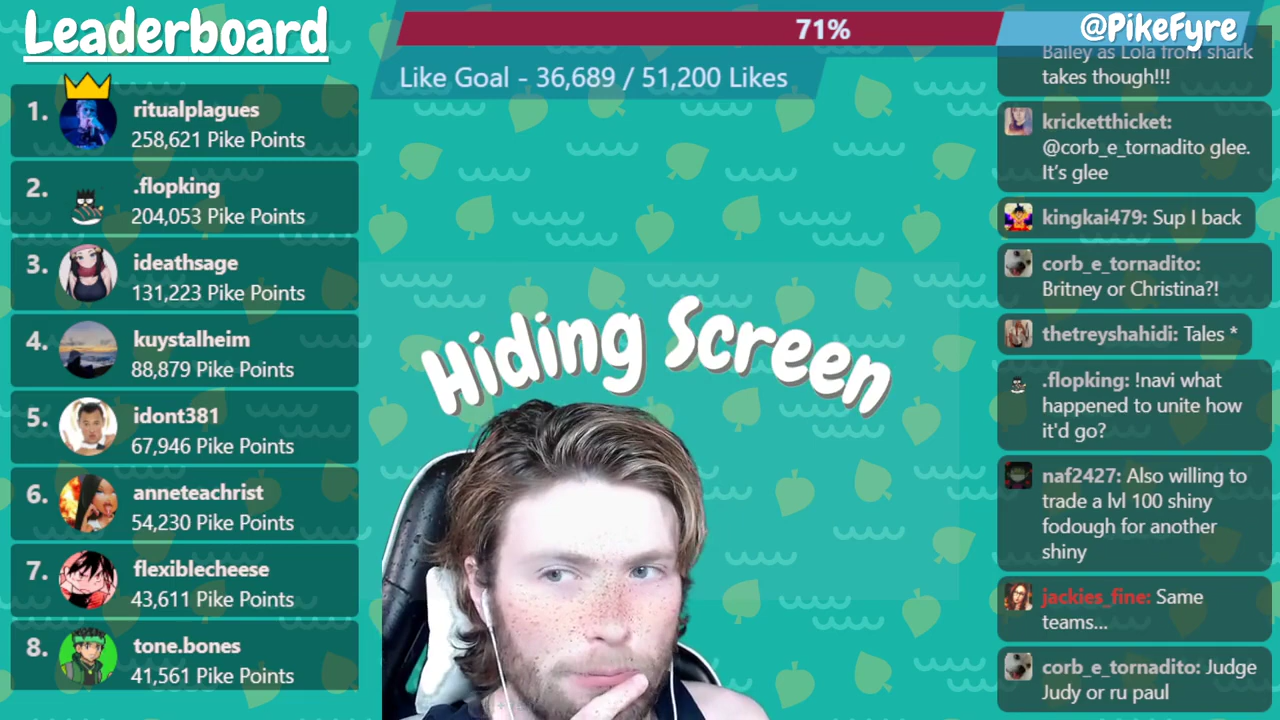 Leaderboard
1. ritualplagues
258,621 Pike Points
2. .flopking
204,053 Pike Points
3. ideathsage
131,223 Pike Points
4. kuystalheim
88,879 Pike Points
5. idont381
67,946 Pike Points
6. anneteachrist
54,230 Pike Points
7. flexiblecheese
43,611 Pike Points
8. tone.bones
41,561 Pike Points
71%
Like Goal - 36,689 / 51,200 Likes
Hiding Screen
@PikeFyre
Bailey as Lola from shark
takes though!!!
kricketthicket:
@corb_e_tornadito glee.
It's glee
kingkai479: Sup I back
corb_e_tornadito:
Britney or Christina?!
thetreyshahidi: Tales *
.flopking: !navi what
happened to unite how
it'd go?
naf2427: Also willing to
trade a lvl 100 shiny
fodough for another
shiny
jackies_fine: Same
teams...
corb_e_tornadito: Judge
Judy or ru paul